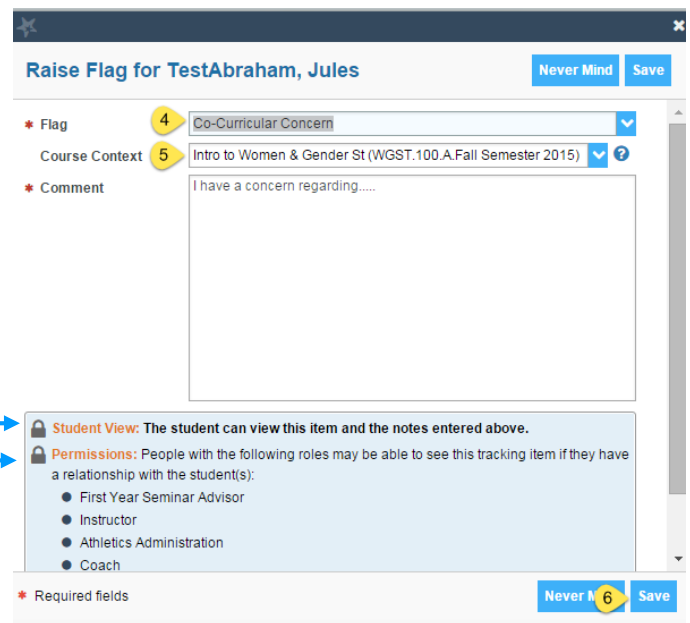 Raise Flag for TestAbraham, Jules
Never Mind Save
* Flag 4 Co-Curricular Concern
Course Context 5 Intro to Women & Gender St (WGST.100.A.Fall Semester 2015) ?
* Comment I have a concern regarding.....
Student View: The student can view this item and the notes entered above.
Permissions: People with the following roles may be able to see this tracking item if they have
a relationship with the student(s):
● First Year Seminar Advisor
● Instructor
● Athletics Administration
● Coach
* Required fields Never 6 Save